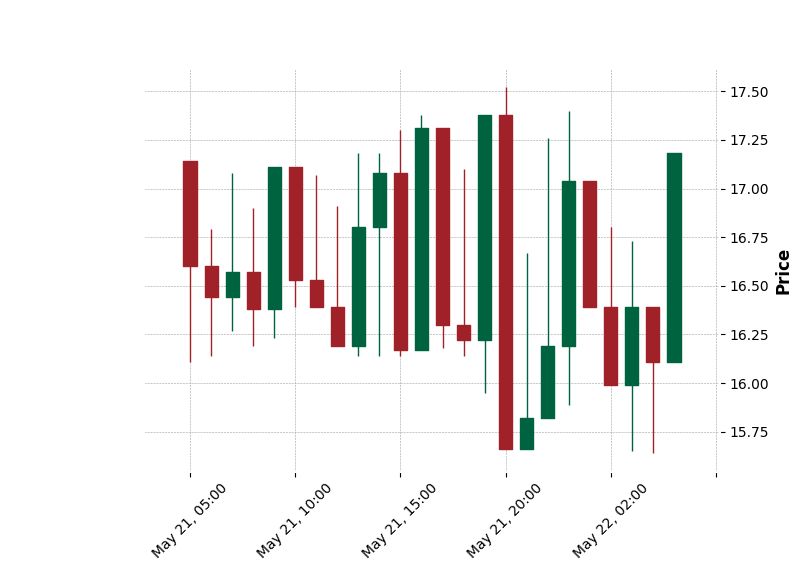 17.50
17.25
17.00
16.75
16.50
16.25
16.00
15.75
Price
May 21, 05:00
May 21, 10:00
May 21, 15:00
May 21, 20:00
May 22, 02:00